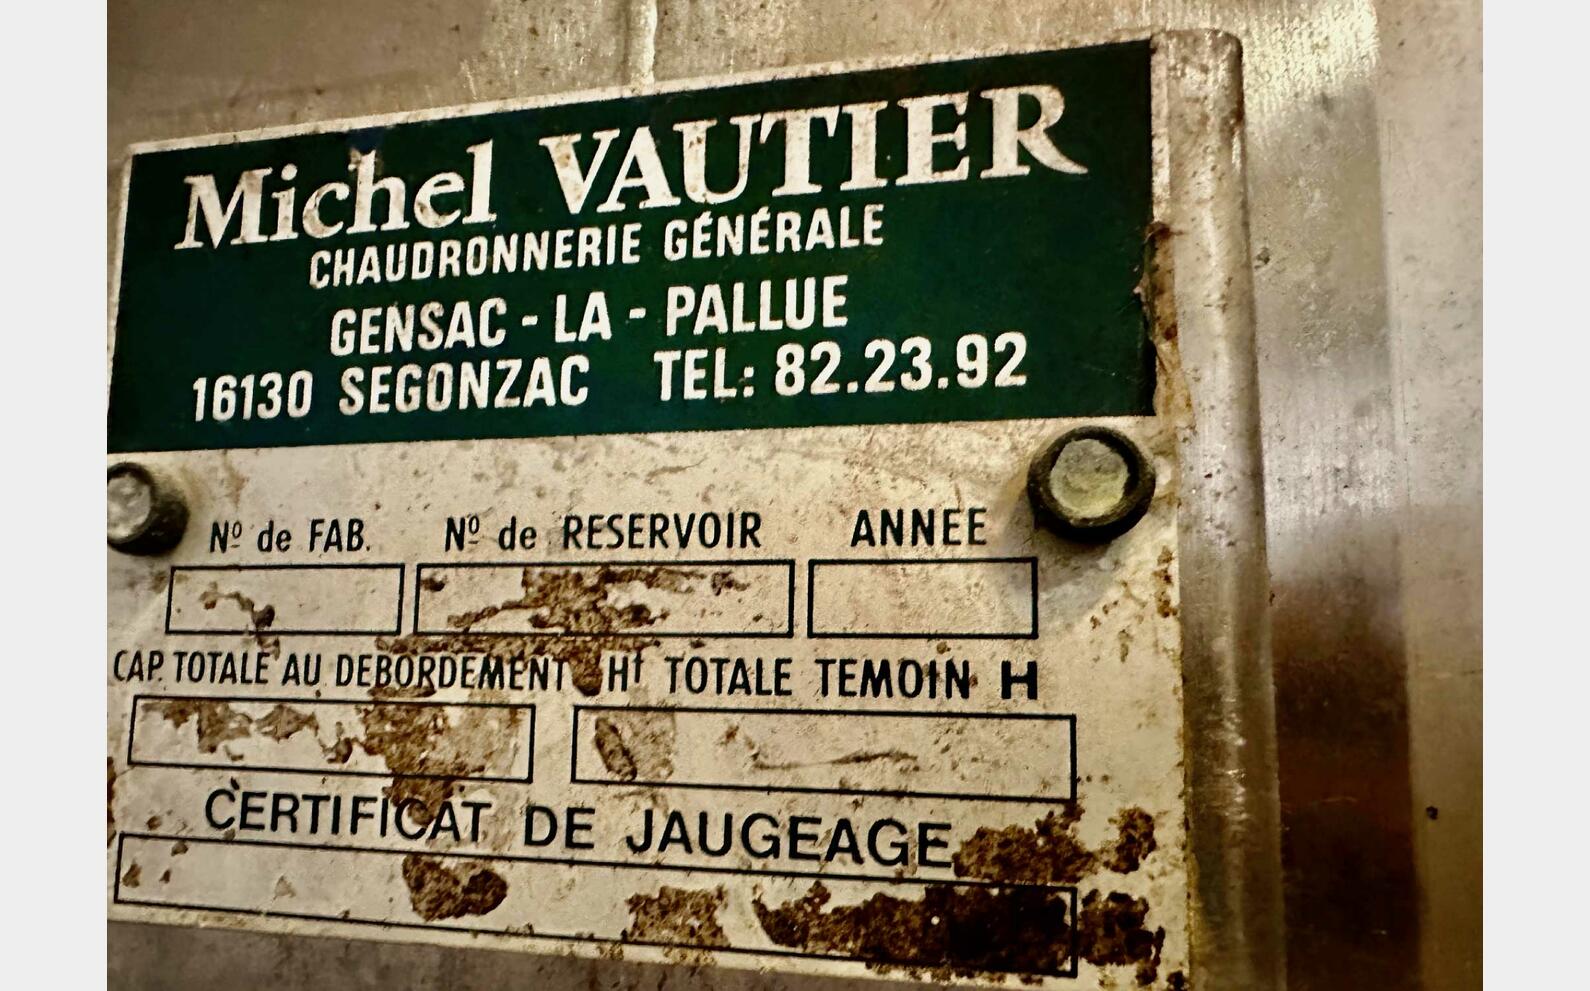 Michel VAUTIER
CHAUDRONNERIE GÉNÉRALE
GENSAC - LA - PALLUE
16130 SEGONZAC TEL: 82.23.92
Nº de FAB. Nº de RESERVOIR ANNEE
CAP. TOTALE AU DEBORDEMENT Hᵗ TOTALE TEMOIN H
CERTIFICAT DE JAUGEAGE